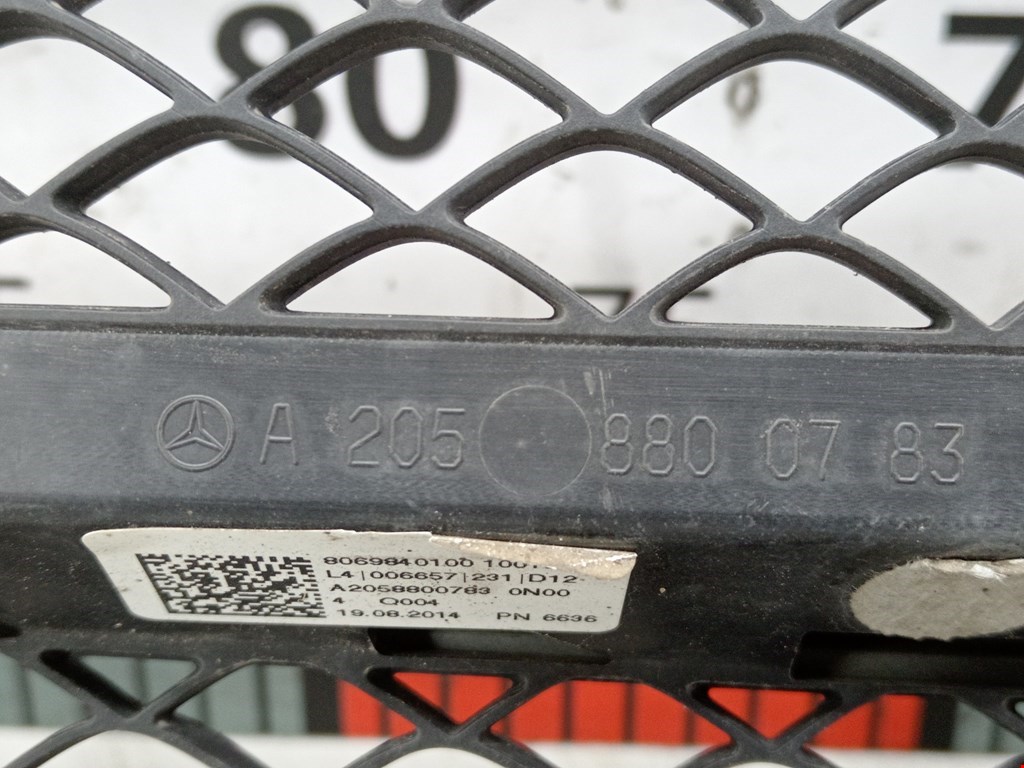 80
A 205 880 07 83
8069840100
L4|006657|231|D12
A2058800783 0N00
4 Q004
19.08.2014 PN 6636